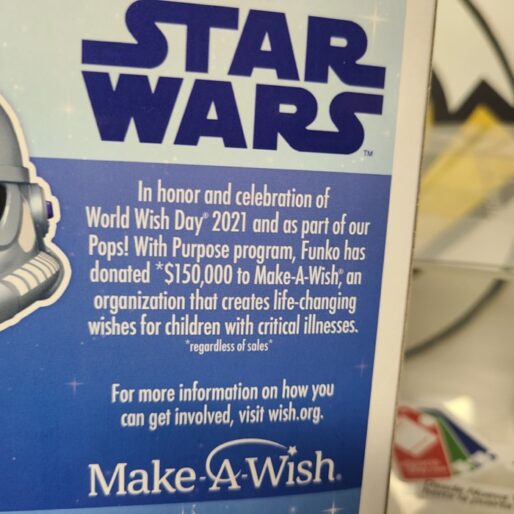 STAR
WARS™
In honor and celebration of
World Wish Day® 2021 and as part of our
Pops! With Purpose program, Funko has
donated *$150,000 to Make-A-Wish®, an
organization that creates life-changing
wishes for children with critical illnesses.
*regardless of sales*
For more information on how you
can get involved, visit wish.org.
Make-A-Wish®